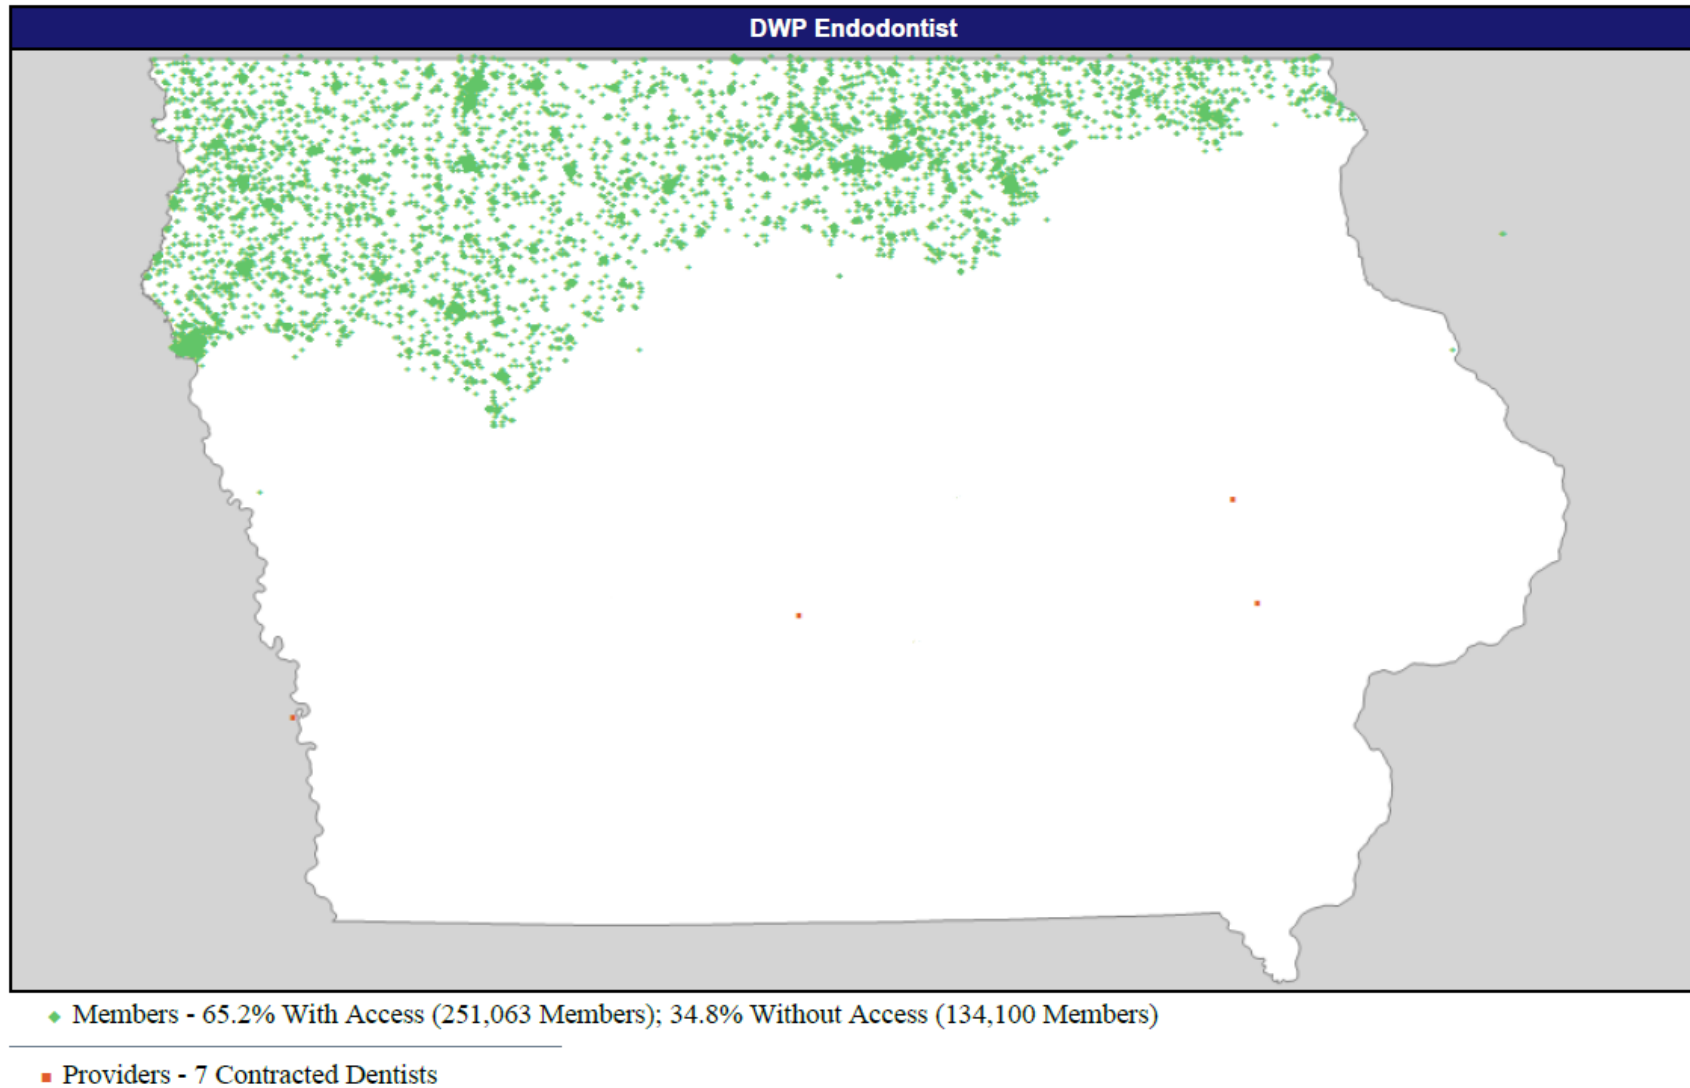 DWP Endodontist
Members - 65.2% With Access (251,063 Members); 34.8% Without Access (134,100 Members)
Providers - 7 Contracted Dentists